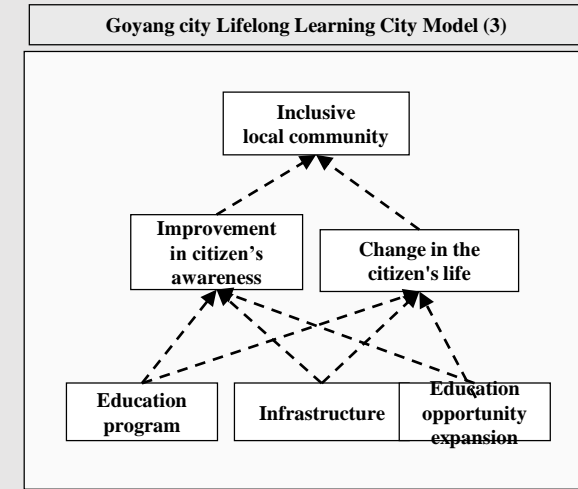 Goyang city Lifelong Learning City Model (3)
Inclusive
local community
Improvement
in citizen's
awareness
Change in the
citizen's life
Education
program
Infrastructure
Education
opportunity
expansion